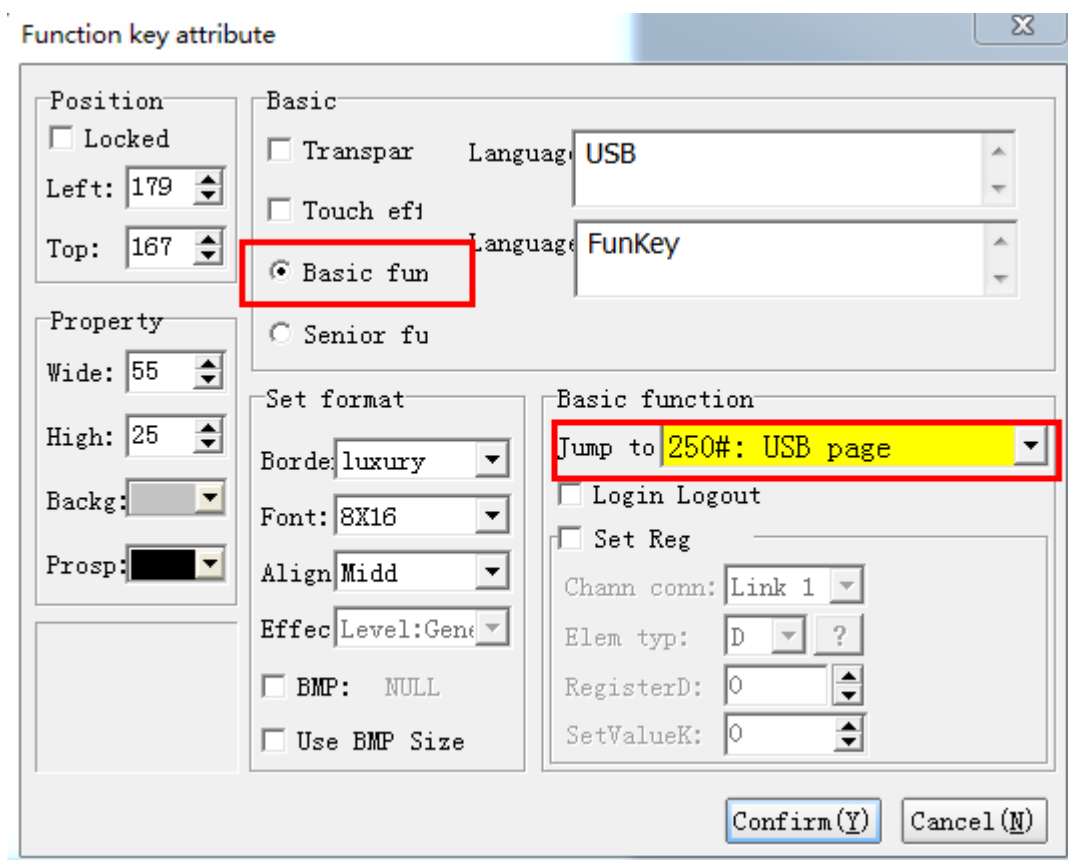 Function key attribute
Position
Locked
Left: 179
Top: 167
Property
Wide: 55
High: 25
Backg:
Prosp:
Basic
Transpar
Touch eff
Basic fun
Senior fu
Languag USB
Language FunKey
Set format
Borde luxury
Font: 8X16
Align Midd
Effec Level:Gene
BMP: NULL
Use BMP Size
Basic function
Jump to 250#: USB page
Login Logout
Set Reg
Chann conn: Link 1
Elem typ: D ?
RegisterD: 0
SetValueK: 0
Confirm(Y) Cancel(N)